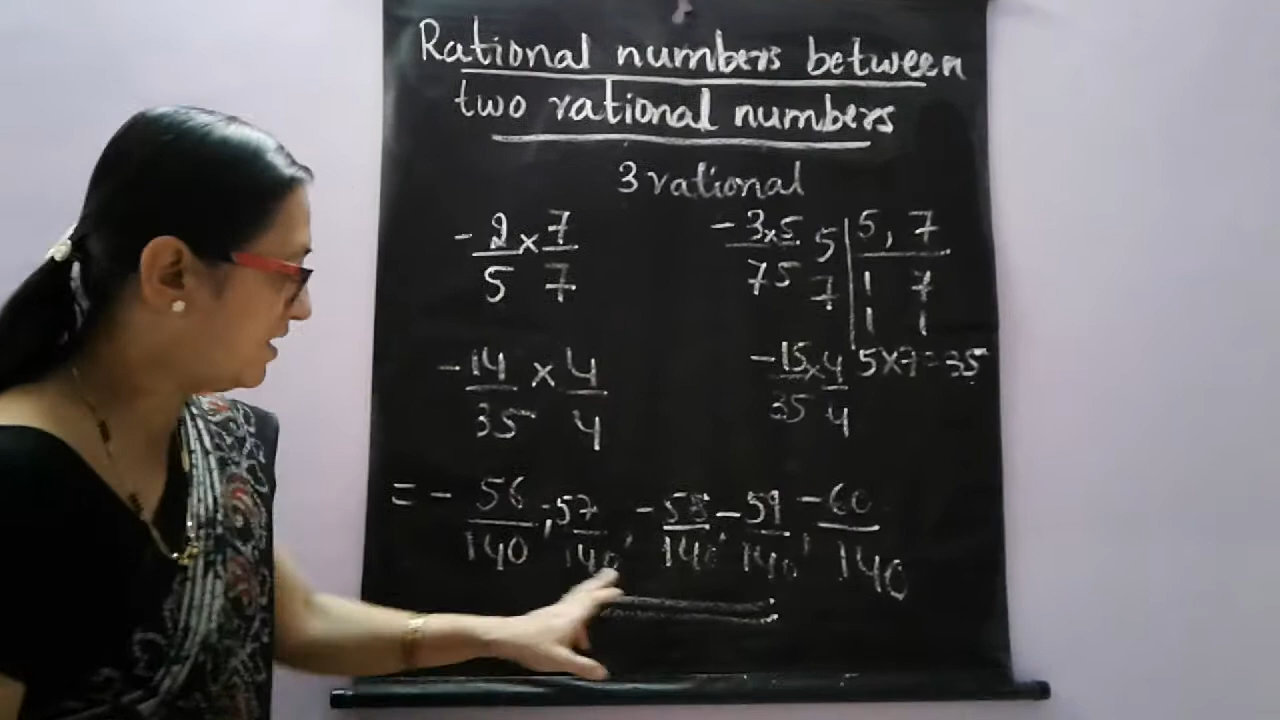 Rational numbers between
two rational numbers
3 rational
-2/5 × 7/7
-3/7 × 5/5
5 | 5, 7
7 | 1 7
| 1 1
-14/35 × 4/4
-15/35 × 4/4
5×7=35
= -56/140, -57/140, -58/140, -59/140, -60/140